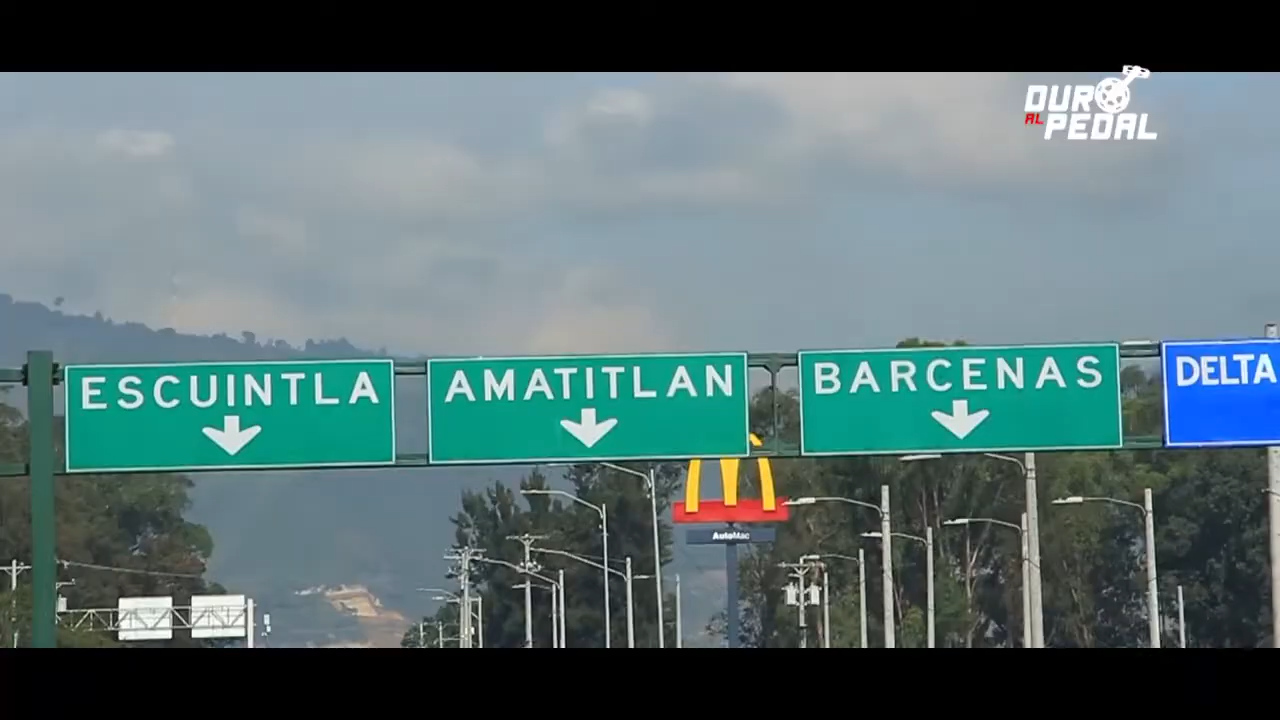 DURO
AL PEDAL
ESCUINTLA
AMATITLAN
BARCENAS
DELTA
AutoMac